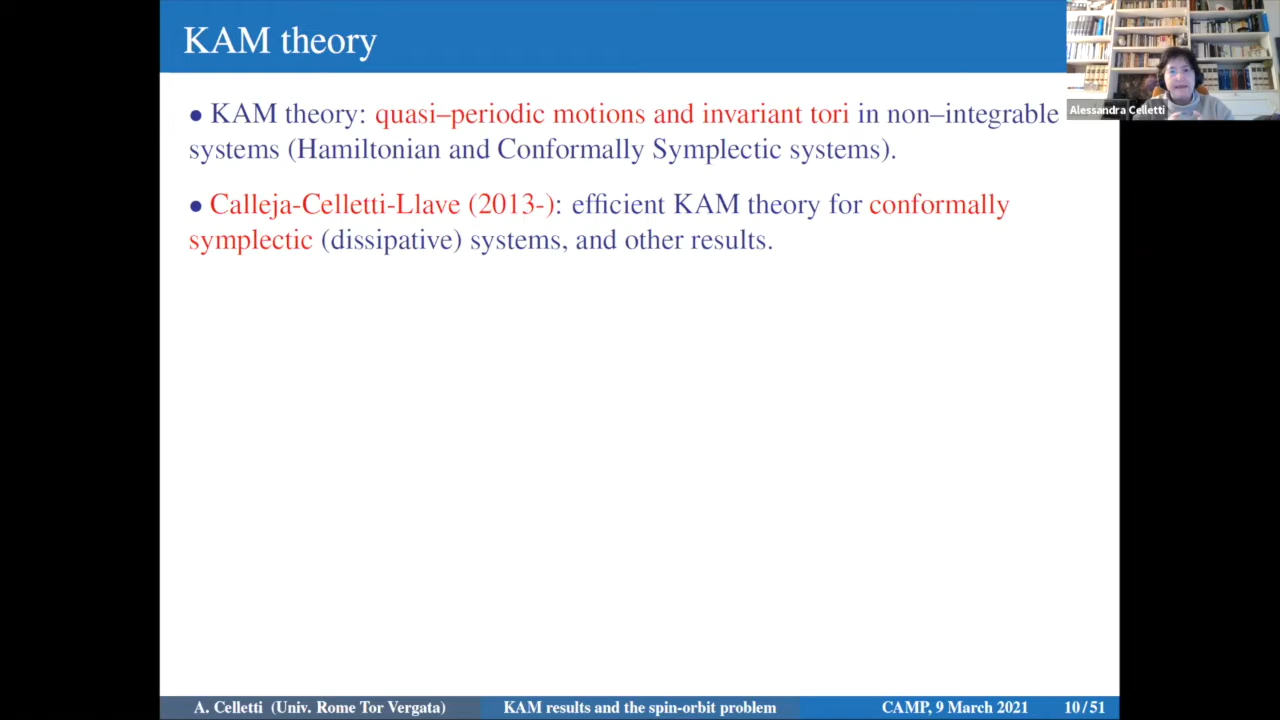 KAM theory
Alessandra Celletti
• KAM theory: quasi–periodic motions and invariant tori in non–integrable
systems (Hamiltonian and Conformally Symplectic systems).
• Calleja-Celletti-Llave (2013-): efficient KAM theory for conformally
symplectic (dissipative) systems, and other results.
A. Celletti (Univ. Rome Tor Vergata) KAM results and the spin-orbit problem CAMP, 9 March 2021 10 / 51